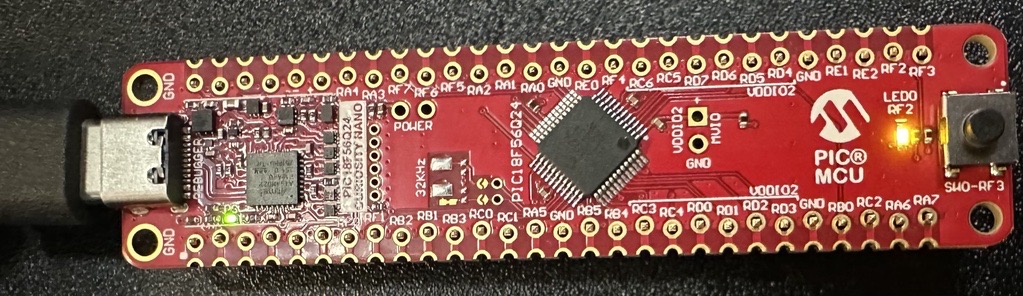 GND
RA4
RA3
RF7
RF6
RF5
RA2
RA1
RA0
GND
RE0
RF4
RC6
RC5
RD7
RD6
RD5
RD4
GND
RE1
RE2
RF2
RF3
VDDIO2
POWER
DEBUGGER
PIC18F56Q24
CURIOSITY NANO
32KHz
PIC18F56Q24
VDDIO2
MVIO
GND
PIC®
MCU
LED0
RF2
SW0-RF3
VDDIO2
GND
RF1
RB2
RB1
RB3
RC0
RC1
RA5
GND
RB5
RB4
RC3
RC4
RD0
RD1
RD2
RD3
GND
RB0
RC2
RA6
RA7